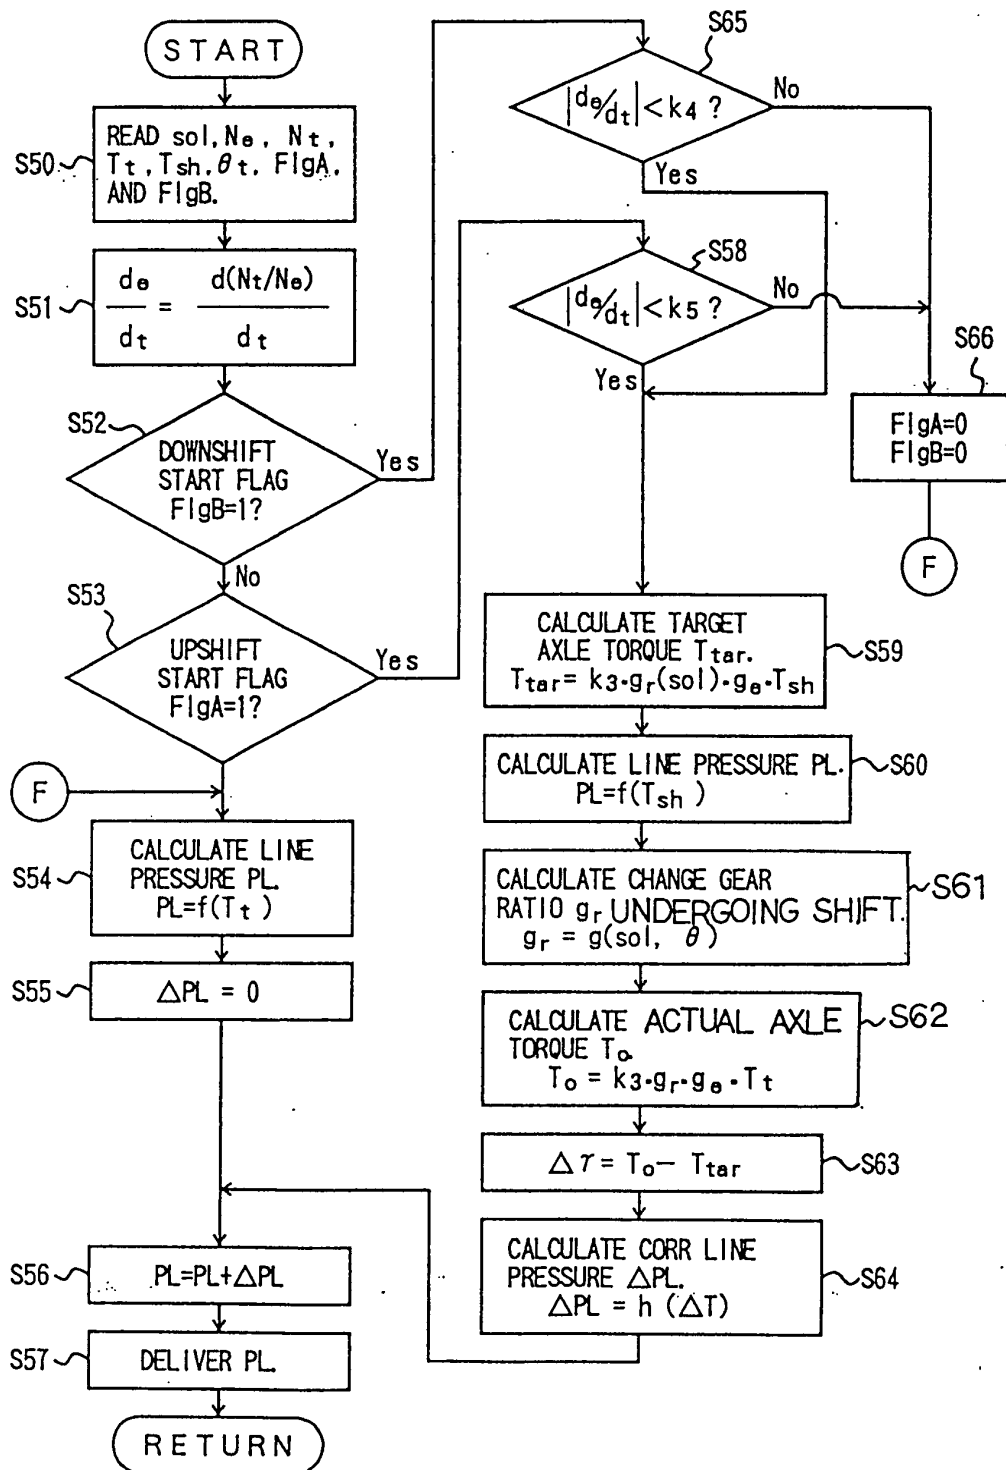 START
S50
READ sol, Ne, Nt,
Tt, Tsh, θt, FlgA,
AND FlgB.
S51
de/dt = d(Nt/Ne)/dt
S52
DOWNSHIFT
START FLAG
FlgB=1?
Yes
No
S53
UPSHIFT
START FLAG
FlgA=1?
Yes
F
S54
CALCULATE LINE
PRESSURE PL.
PL=f(Tt)
S55
△PL = 0
S56
PL=PL+△PL
S57
DELIVER PL.
RETURN
S65
|de/dt|<k4?
No
Yes
S58
|de/dt|<k5?
No
Yes
S66
FlgA=0
FlgB=0
F
CALCULATE TARGET
AXLE TORQUE Ttar.
Ttar= k3·gr(sol)·ge·Tsh
S59
CALCULATE LINE PRESSURE PL.
PL=f(Tsh)
S60
CALCULATE CHANGE GEAR
RATIO gr UNDERGOING SHIFT.
gr = g(sol, θ)
S61
CALCULATE ACTUAL AXLE
TORQUE To.
To = k3·gr·ge·Tt
S62
△τ=To− Ttar
S63
CALCULATE CORR LINE
PRESSURE △PL.
△PL = h (△T)
S64